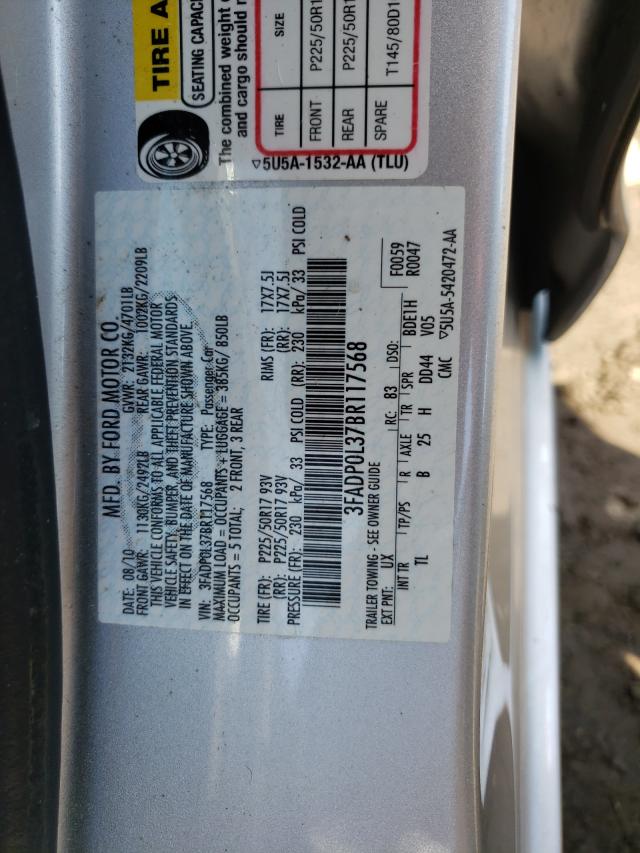 TIRE A
SEATING CAPAC
The combined weight
and cargo should
TIRE SIZE
FRONT P225/50R1
REAR P225/50R1
SPARE T145/80D1
▽5U5A-1532-AA (TLU)
MFD. BY FORD MOTOR CO.
DATE: 08/10 GVWR: 2132KG/4701LB
FRONT GAWR: 1130KG/2492LB REAR GAWR: 1002KG/2209LB
THIS VEHICLE CONFORMS TO ALL APPLICABLE FEDERAL MOTOR
VEHICLE SAFETY, BUMPER, AND THEFT PREVENTION STANDARDS
IN EFFECT ON THE DATE OF MANUFACTURE SHOWN ABOVE.
VIN: 3FADP0L37BR117568 TYPE: Passenger Car
MAXIMUM LOAD = OCCUPANTS + LUGGAGE = 385KG/ 850LB
OCCUPANTS = 5 TOTAL; 2 FRONT, 3 REAR
TIRE (FR): P225/50R17 93V RIMS (FR): 17X7.5J
(RR): P225/50R17 93V (RR): 17X7.5J
PRESSURE (FR): 230 kPa/ 33 PSI COLD (RR): 230 kPa/ 33 PSI COLD
3FADP0L37BR117568
TRAILER TOWING - SEE OWNER GUIDE F0059
EXT PNT: UX RC: 83 DSO: R0047
INT TR TP/PS R AXLE TR SPR BDE1H
TL B 25 H DD44 V05
CMC ▽5U5A-5420472-AA